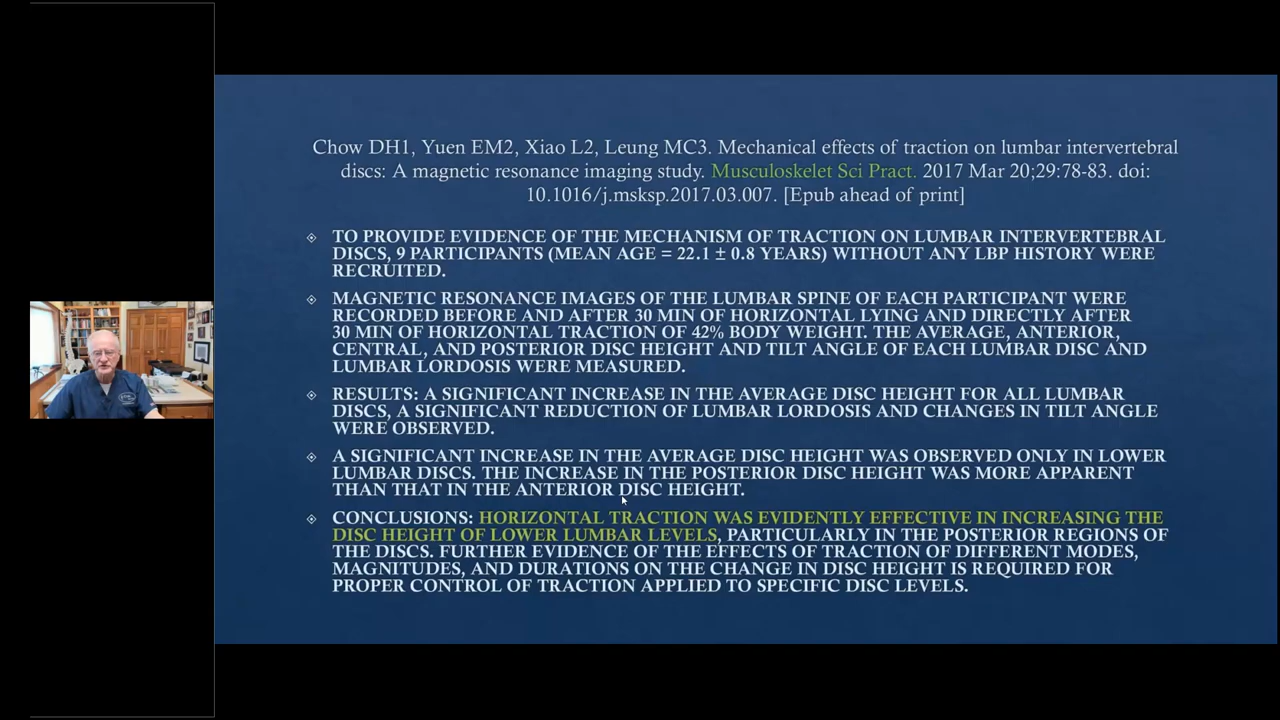 Chow DH1, Yuen EM2, Xiao L2, Leung MC3. Mechanical effects of traction on lumbar intervertebral
discs: A magnetic resonance imaging study. Musculoskelet Sci Pract. 2017 Mar 20;29:78-83. doi:
10.1016/j.msksp.2017.03.007. [Epub ahead of print]
TO PROVIDE EVIDENCE OF THE MECHANISM OF TRACTION ON LUMBAR INTERVERTEBRAL
DISCS, 9 PARTICIPANTS (MEAN AGE = 22.1 ± 0.8 YEARS) WITHOUT ANY LBP HISTORY WERE
RECRUITED.
MAGNETIC RESONANCE IMAGES OF THE LUMBAR SPINE OF EACH PARTICIPANT WERE
RECORDED BEFORE AND AFTER 30 MIN OF HORIZONTAL LYING AND DIRECTLY AFTER
30 MIN OF HORIZONTAL TRACTION OF 42% BODY WEIGHT. THE AVERAGE, ANTERIOR,
CENTRAL, AND POSTERIOR DISC HEIGHT AND TILT ANGLE OF EACH LUMBAR DISC AND
LUMBAR LORDOSIS WERE MEASURED.
RESULTS: A SIGNIFICANT INCREASE IN THE AVERAGE DISC HEIGHT FOR ALL LUMBAR
DISCS, A SIGNIFICANT REDUCTION OF LUMBAR LORDOSIS AND CHANGES IN TILT ANGLE
WERE OBSERVED.
A SIGNIFICANT INCREASE IN THE AVERAGE DISC HEIGHT WAS OBSERVED ONLY IN LOWER
LUMBAR DISCS. THE INCREASE IN THE POSTERIOR DISC HEIGHT WAS MORE APPARENT
THAN THAT IN THE ANTERIOR DISC HEIGHT.
CONCLUSIONS: HORIZONTAL TRACTION WAS EVIDENTLY EFFECTIVE IN INCREASING THE
DISC HEIGHT OF LOWER LUMBAR LEVELS, PARTICULARLY IN THE POSTERIOR REGIONS OF
THE DISCS. FURTHER EVIDENCE OF THE EFFECTS OF TRACTION OF DIFFERENT MODES,
MAGNITUDES, AND DURATIONS ON THE CHANGE IN DISC HEIGHT IS REQUIRED FOR
PROPER CONTROL OF TRACTION APPLIED TO SPECIFIC DISC LEVELS.